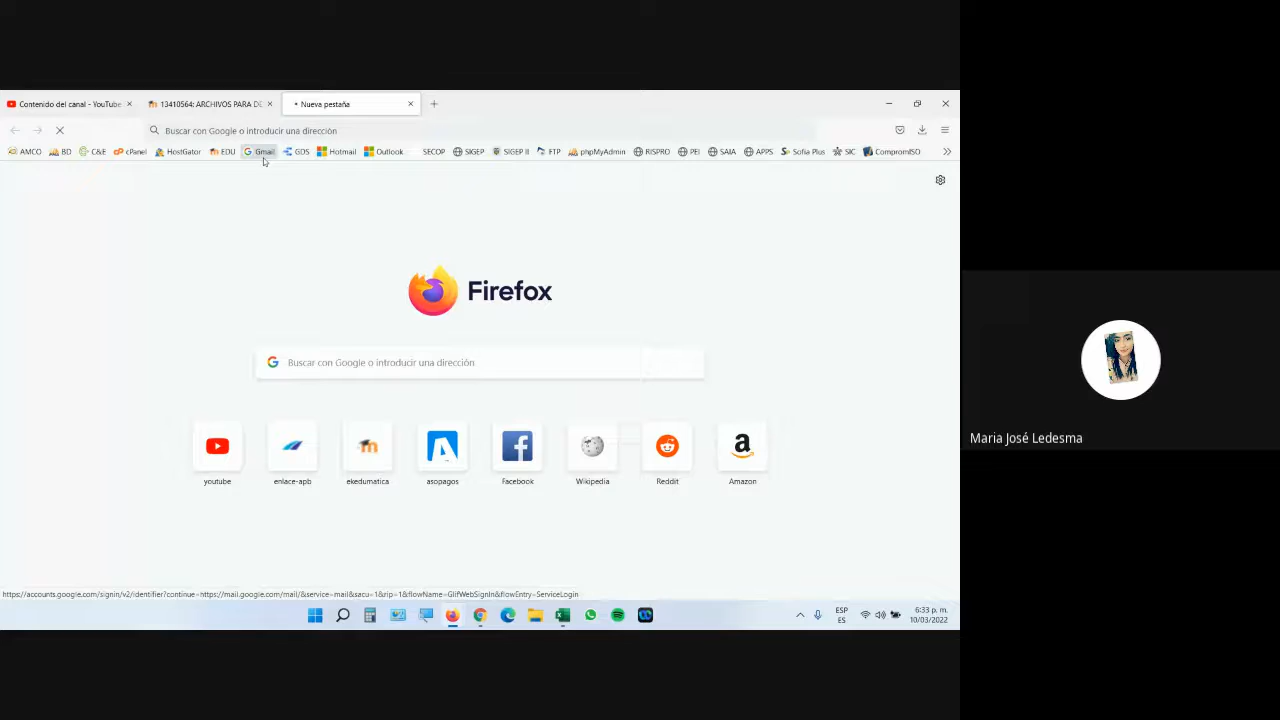 Contenido del canal - YouTube
13410564: ARCHIVOS PARA DE
Nueva pestaña
Buscar con Google o introducir una dirección
AMCO BD C&E cPanel HostGator EDU Gmail GDS Hotmail Outlook SECOP SIGEP SIGEP II FTP phpMyAdmin RISPRO PEI SAIA APPS Sofia Plus SIC CompromISO
Firefox
Buscar con Google o introducir una dirección
youtube enlace-apb ekedumatica asopagos Facebook Wikipedia Reddit Amazon
Maria José Ledesma
https://accounts.google.com/signin/v2/identifier?continue=https://mail.google.com/mail/&service=mail&sacu=1&rip=1&flowName=GlifWebSignIn&flowEntry=ServiceLogin
ESP
ES
6:33 p. m.
10/03/2022